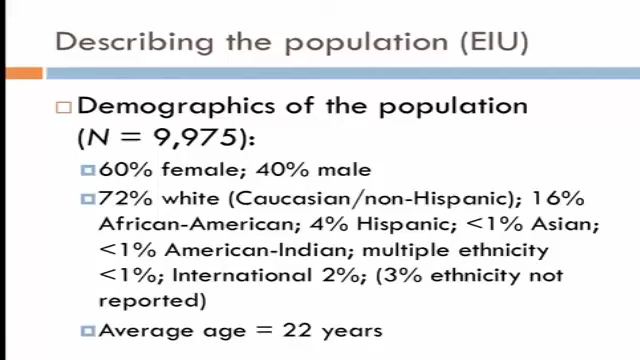 Describing the population (EIU)
Demographics of the population
(N = 9,975):
60% female; 40% male
72% white (Caucasian/non-Hispanic); 16%
African-American; 4% Hispanic; <1% Asian;
<1% American-Indian; multiple ethnicity
<1%; International 2%; (3% ethnicity not
reported)
Average age = 22 years